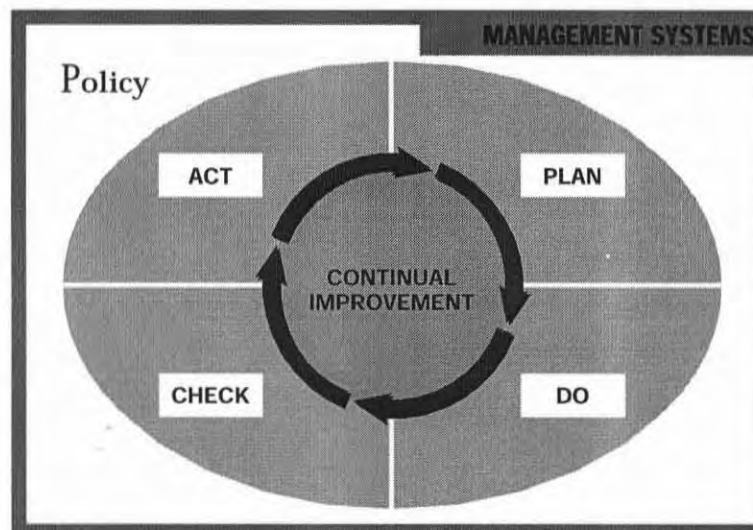 MANAGEMENT SYSTEMS
Policy
ACT
PLAN
CONTINUAL
IMPROVEMENT
CHECK
DO